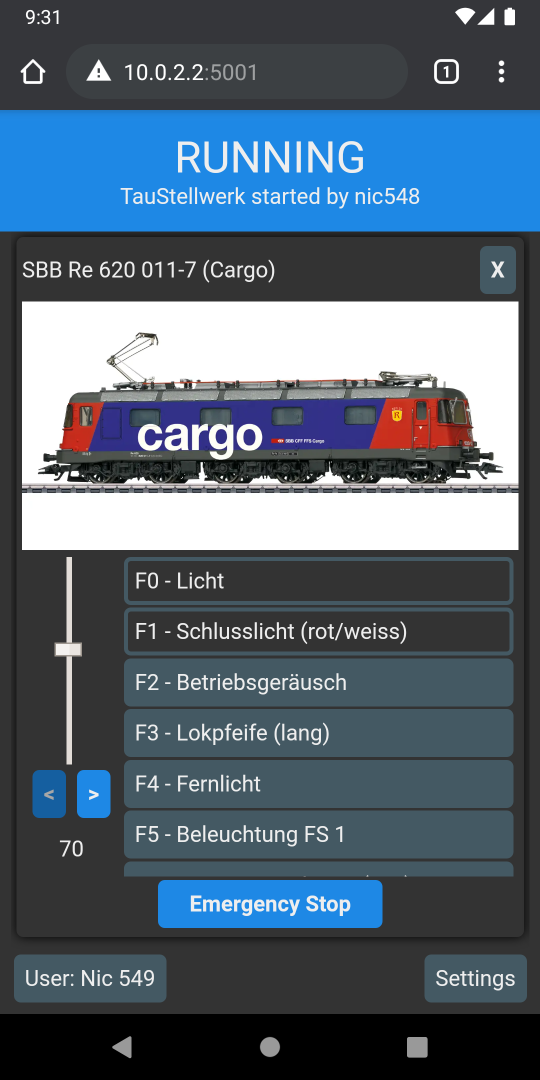 9:31
10.0.2.2:5001
1
RUNNING
TauStellwerk started by nic548
SBB Re 620 011-7 (Cargo)
X
cargo
SBB CFF FFS Cargo
F0 - Licht
F1 - Schlusslicht (rot/weiss)
F2 - Betriebsgeräusch
F3 - Lokpfeife (lang)
F4 - Fernlicht
F5 - Beleuchtung FS 1
< >
70
Emergency Stop
User: Nic 549
Settings